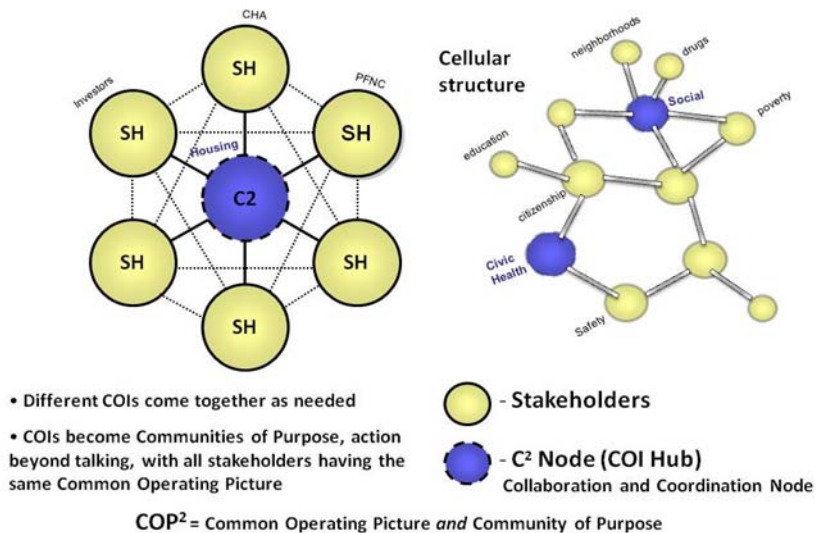 CHA
Investors
SH
PFNC
SH
SH
Housing
C2
SH
SH
SH
Cellular
structure
neighborhoods
drugs
Social
poverty
education
citizenship
Civic
Health
Safety
• Different COIs come together as needed
• COIs become Communities of Purpose, action
beyond talking, with all stakeholders having the
same Common Operating Picture
- Stakeholders
- C² Node (COI Hub)
Collaboration and Coordination Node
COP² = Common Operating Picture and Community of Purpose